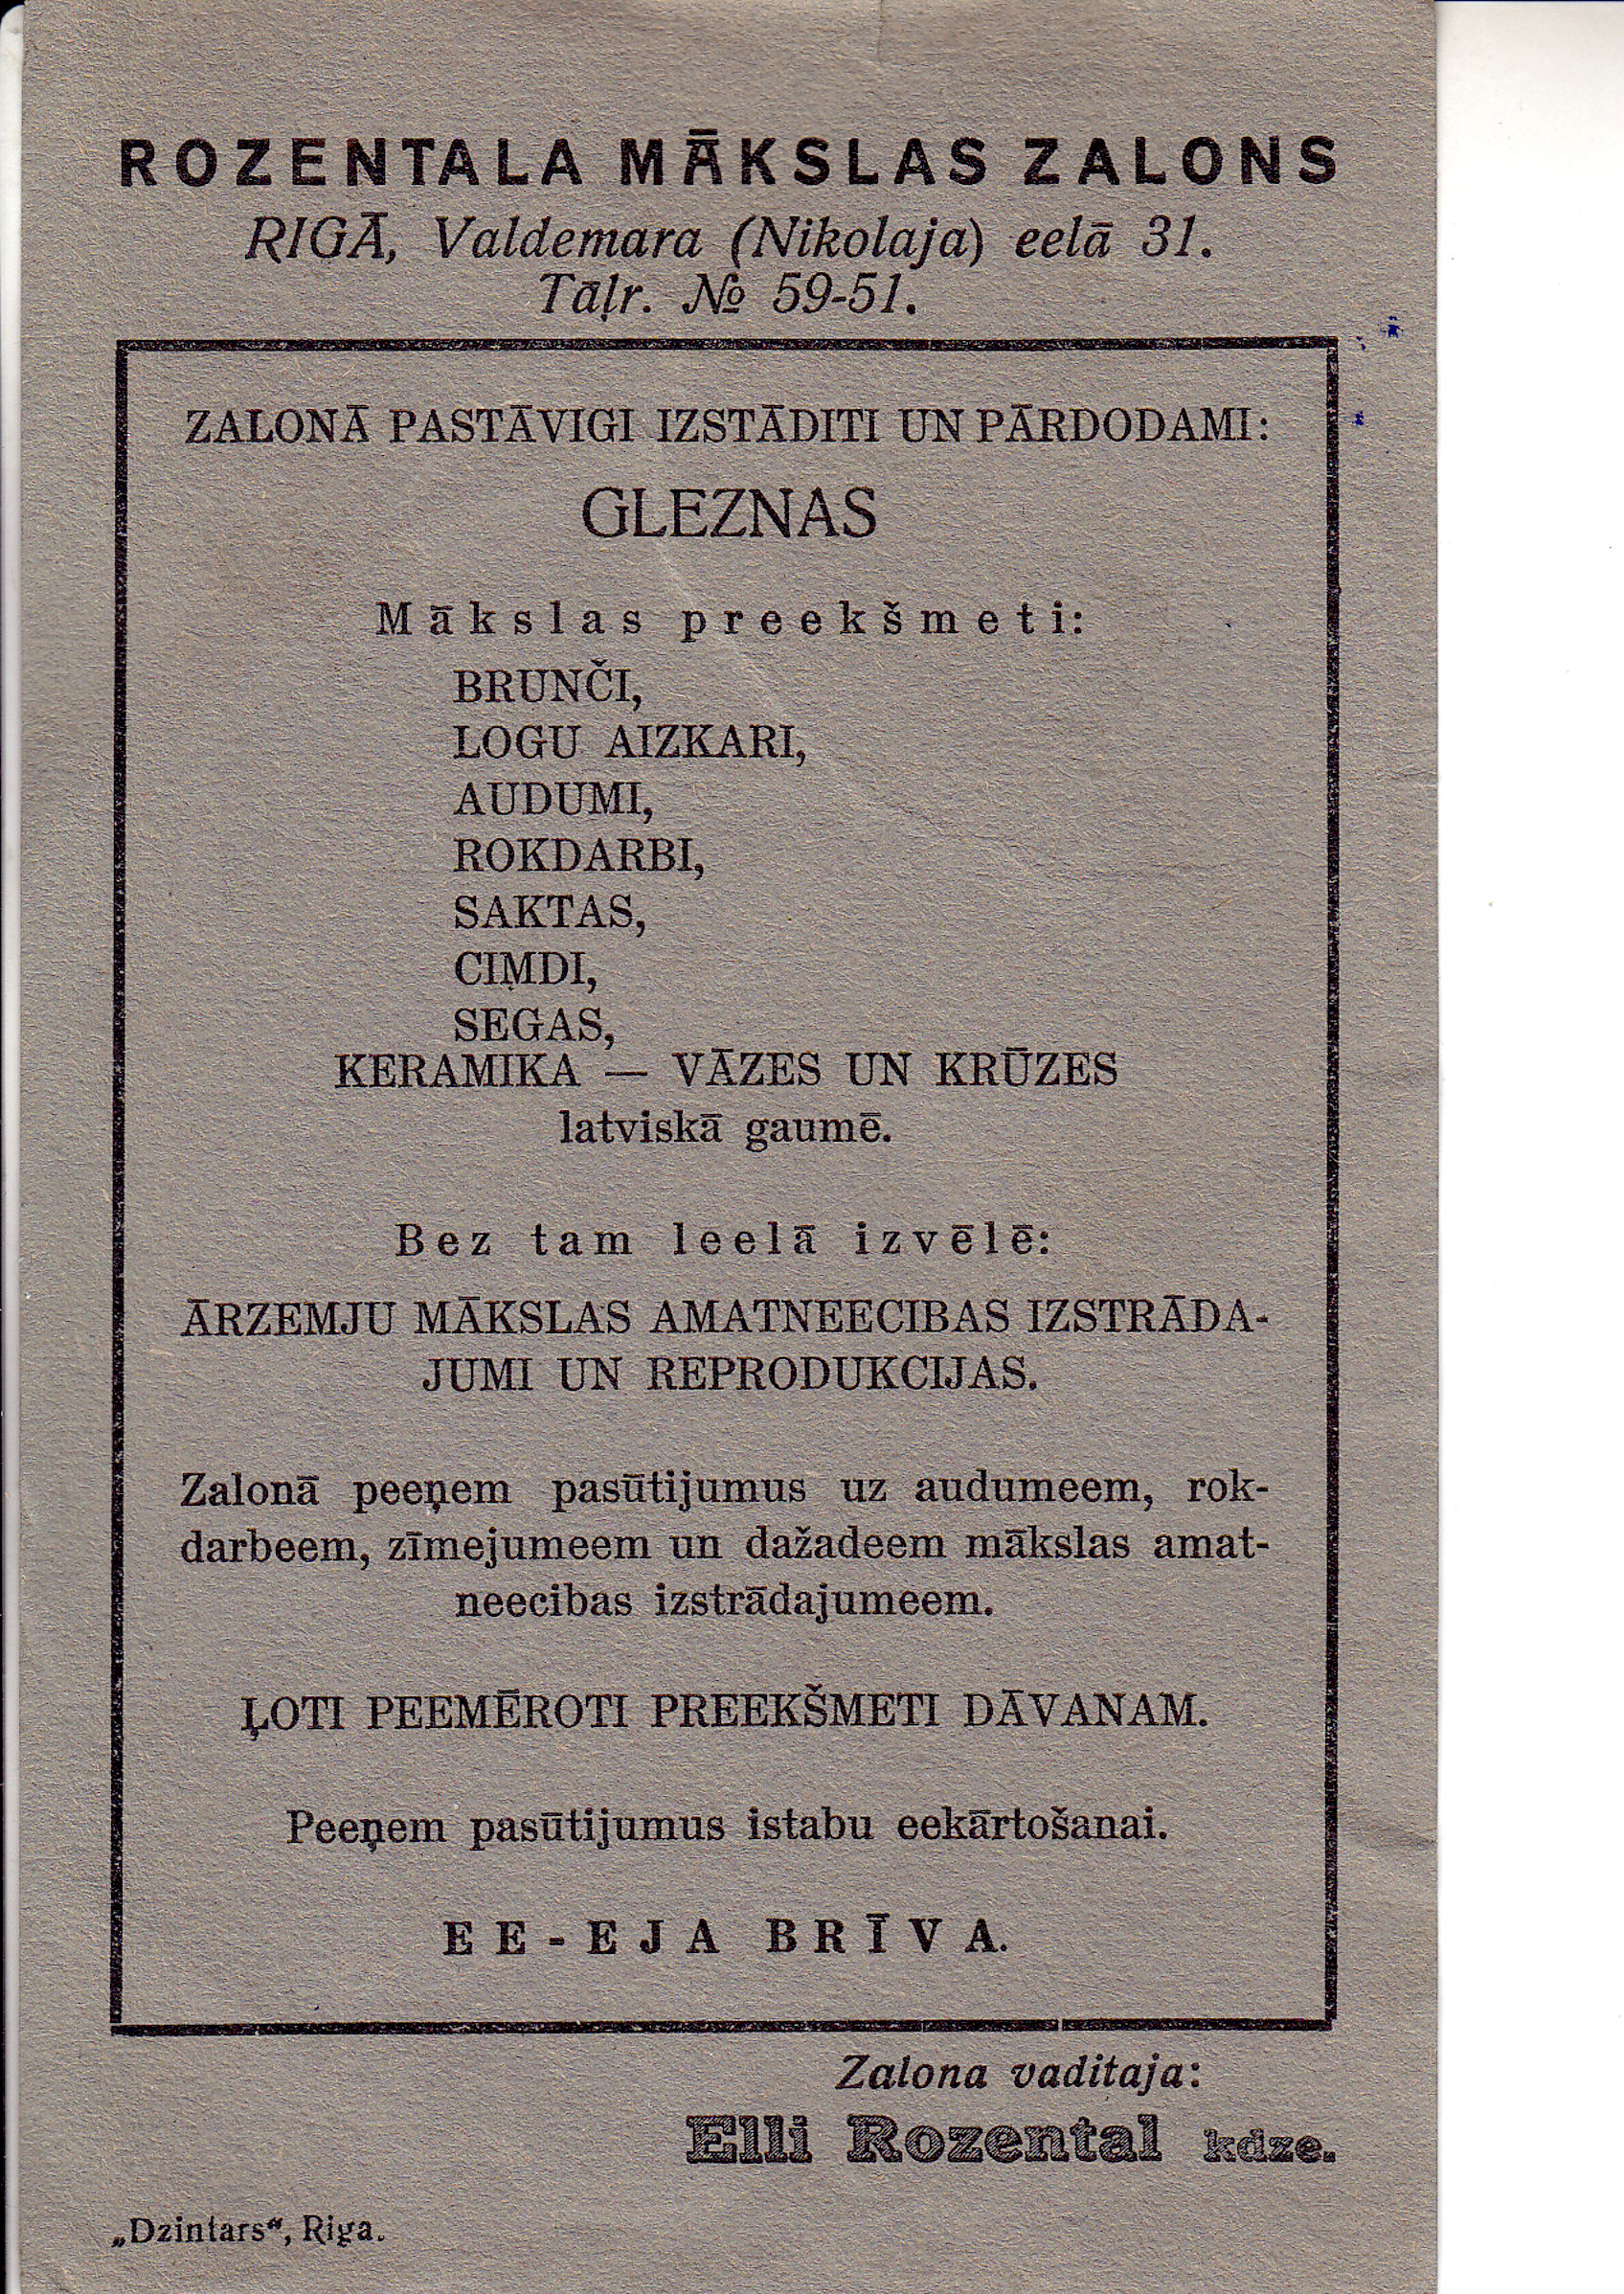 ROZENTALA MĀKSLAS ZALONS
RIGĀ, Valdemara (Nikolaja) eelā 31.
Tāļr. № 59-51.
ZALONĀ PASTĀVIGI IZSTĀDITI UN PĀRDODAMI:
GLEZNAS
Mākslas preekšmeti:
BRUNČI,
LOGU AIZKARI,
AUDUMI,
ROKDARBI,
SAKTAS,
CIMDI,
SEGAS,
KERAMIKA — VĀZES UN KRŪZES
latviskā gaumē.
Bez tam leelā izvēlē:
ĀRZEMJU MĀKSLAS AMATNEECIBAS IZSTRĀDA-
JUMI UN REPRODUKCIJAS.
Zalonā peeņem pasūtijumus uz audumeem, rok-
darbeem, zīmejumeem un dažadeem mākslas amat-
neecibas izstrādajumeem.
ĻOTI PEEMĒROTI PREEKŠMETI DĀVANAM.
Peeņem pasūtijumus istabu eekārtošanai.
EE-EJA BRĪVA.
Zalona vaditaja:
Elli Rozental kdze.
„Dzintars“, Riga.